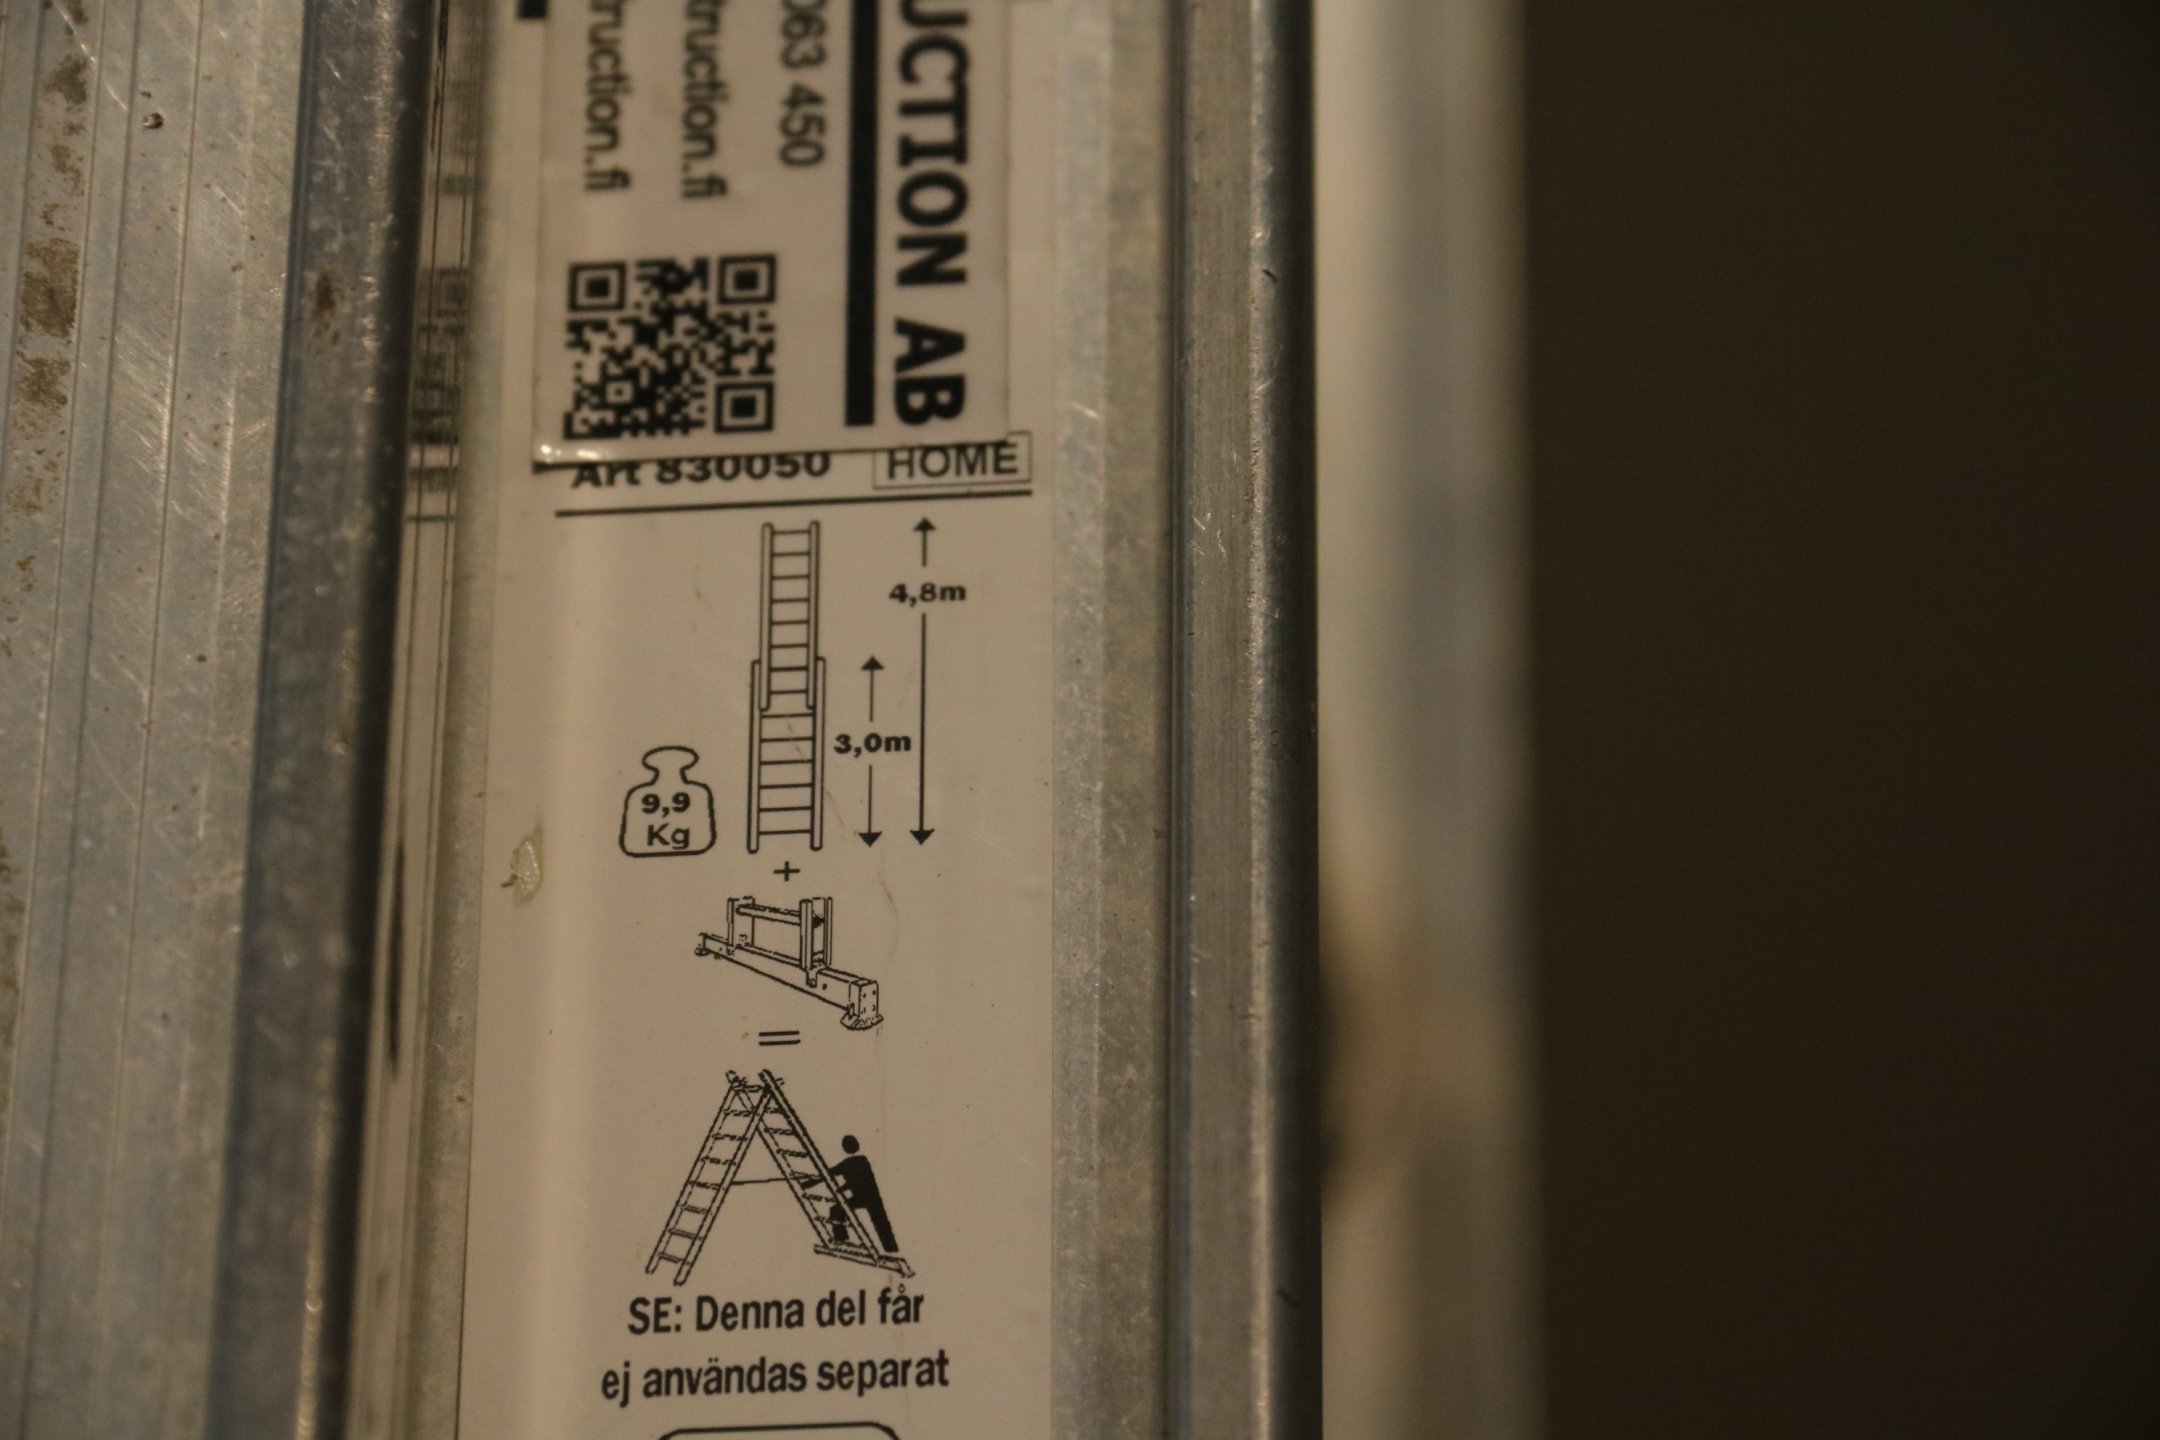 UCTION AB
063 450
truction.fi
truction.fi
Art 830050
HOME
4,8m
3,0m
9,9
Kg
+
=
SE: Denna del får
ej användas separat